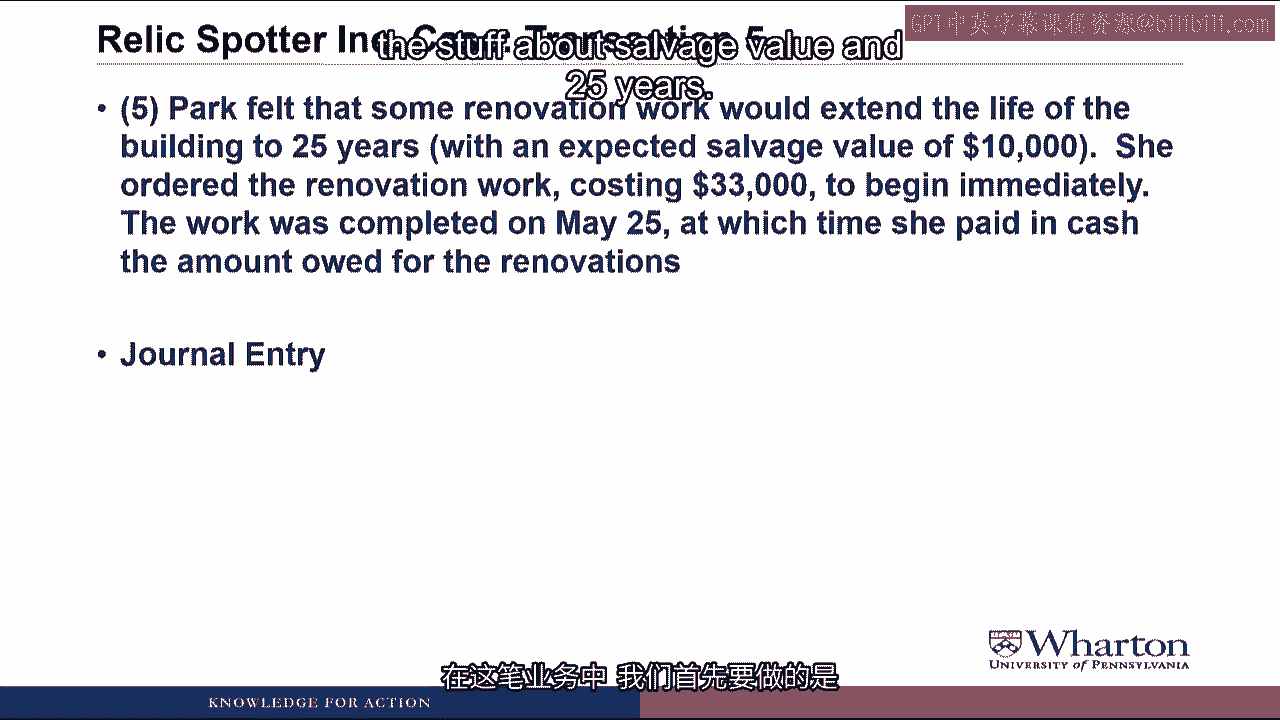 GPT中英字幕课程资源@bilibili.com
Relic Spotter Inc. Case: Transaction 5
the stuff about salvage value and
25 years.
• (5) Park felt that some renovation work would extend the life of the
building to 25 years (with an expected salvage value of $10,000). She
ordered the renovation work, costing $33,000, to begin immediately.
The work was completed on May 25, at which time she paid in cash
the amount owed for the renovations
• Journal Entry
Wharton
UNIVERSITY of PENNSYLVANIA
在这笔业务中 我们首先要做的是
KNOWLEDGE FOR ACTION